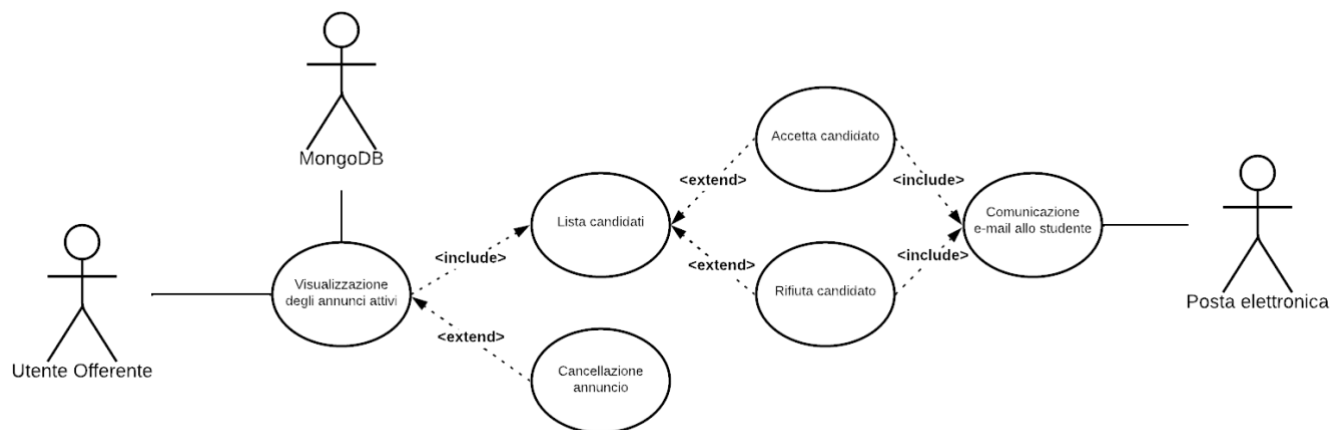 MongoDB
Utente Offerente
Visualizzazione
degli annunci attivi
<include>
<extend>
Lista candidati
Cancellazione
annuncio
<extend>
<extend>
Accetta candidato
Rifiuta candidato
<include>
<include>
Comunicazione
e-mail allo studente
Posta elettronica